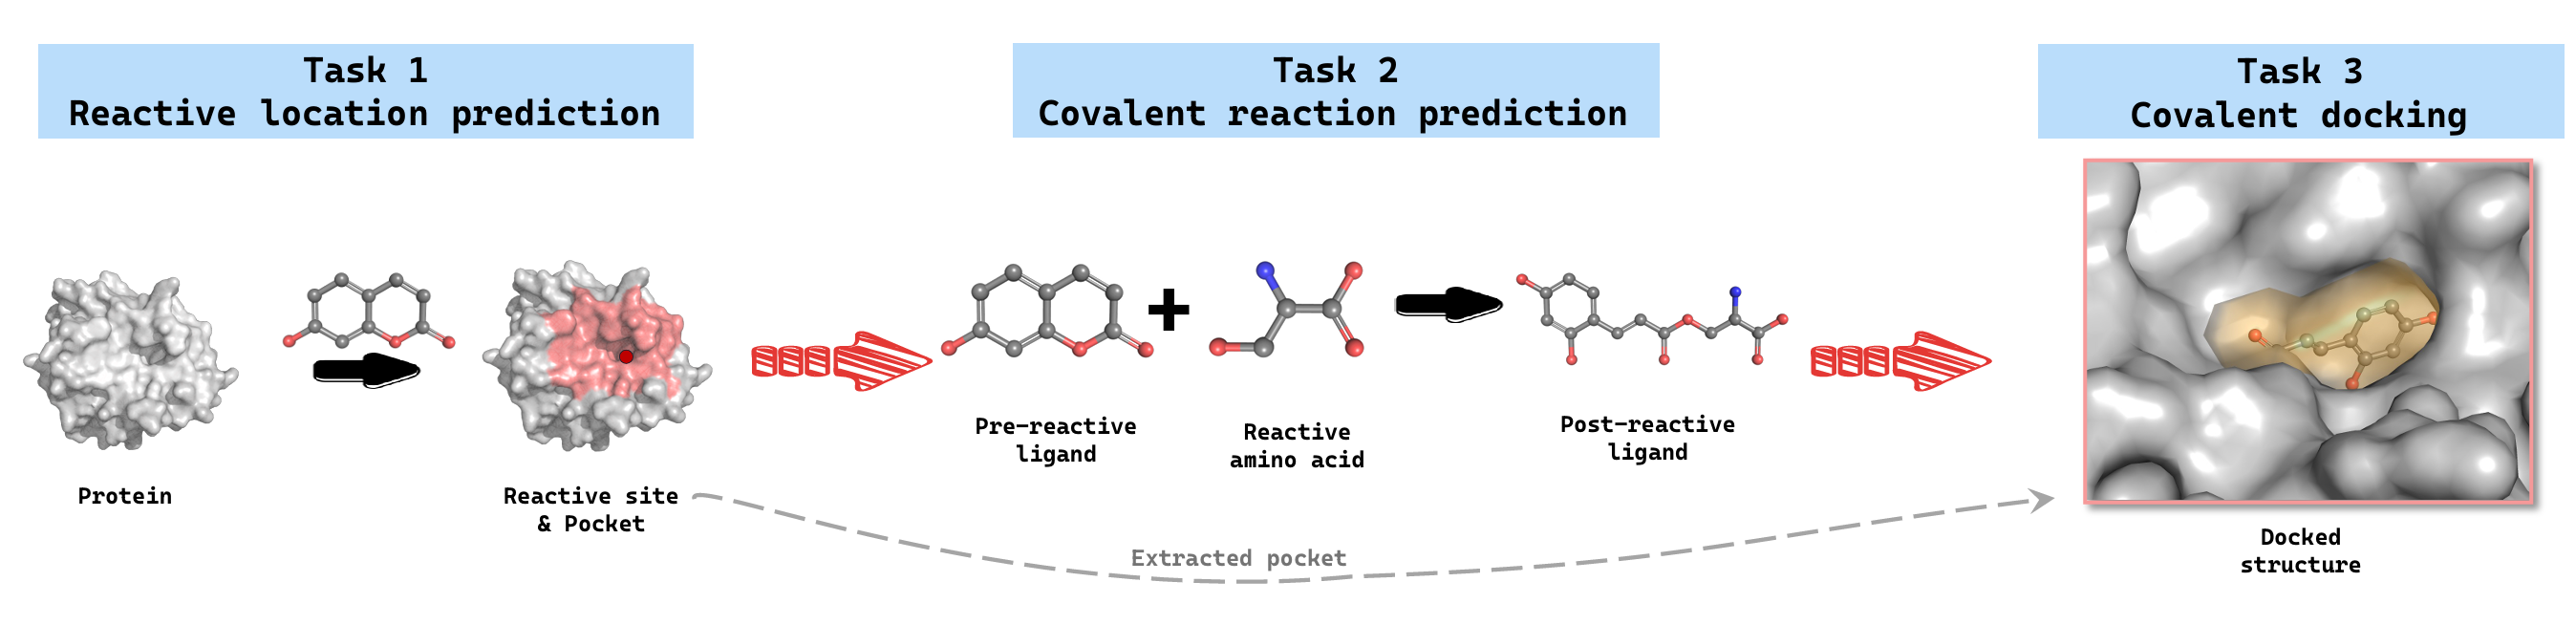 Task 1
Reactive location prediction
Task 2
Covalent reaction prediction
Task 3
Covalent docking
Protein
Reactive site
& Pocket
Pre-reactive
ligand
Reactive
amino acid
Post-reactive
ligand
Extracted pocket
Docked
structure